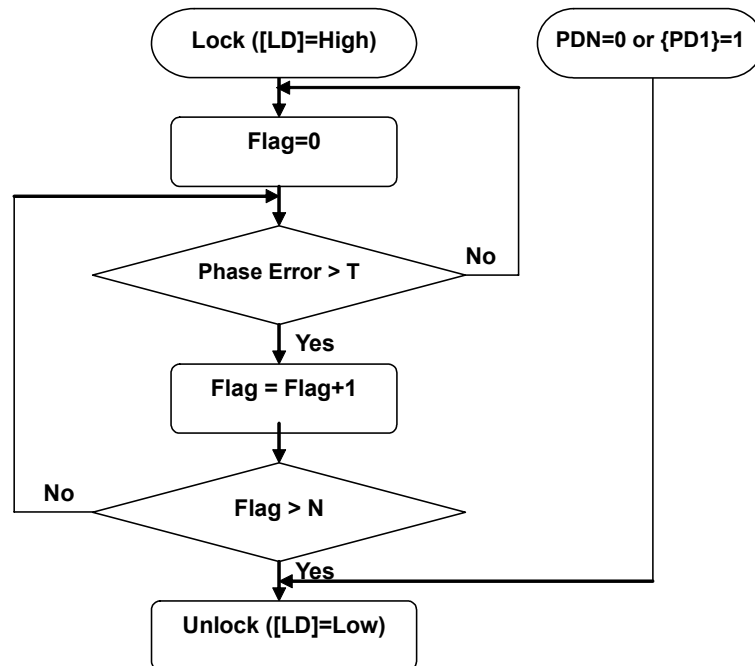 Lock ([LD]=High)
PDN=0 or {PD1}=1
Flag=0
Phase Error > T
No
Yes
Flag = Flag+1
No
Flag > N
Yes
Unlock ([LD]=Low)